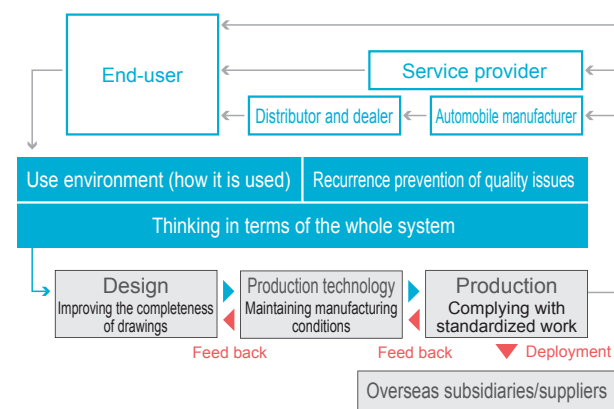 End-user
Service provider
Distributor and dealer
Automobile manufacturer
Use environment (how it is used)
Recurrence prevention of quality issues
Thinking in terms of the whole system
Design
Improving the completeness
of drawings
Production technology
Maintaining manufacturing
conditions
Production
Complying with
standardized work
Feed back
Feed back
Deployment
Overseas subsidiaries/suppliers